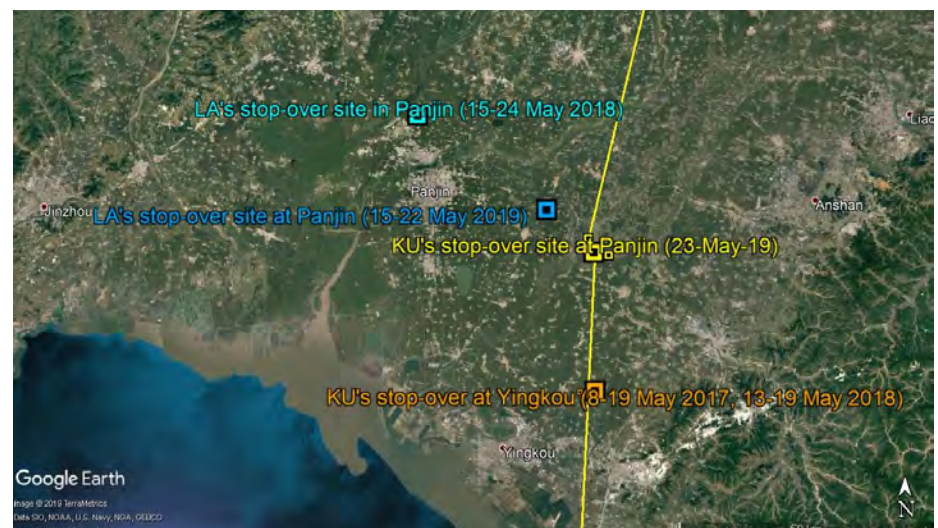 LA's stop-over site in Panjin (15-24 May 2018)
Liao
Panjin
Jinzhou
Anshan
LA's stop-over site at Panjin (15-22 May 2019)
KU's stop-over site at Panjin (23-May-19)
KU's stop-over at Yingkou (8-19 May 2017, 13-19 May 2018)
Yingkou
Google Earth
Image © 2019 TerraMetrics
Data SIO, NOAA, U.S. Navy, NGA, GEBCO
N